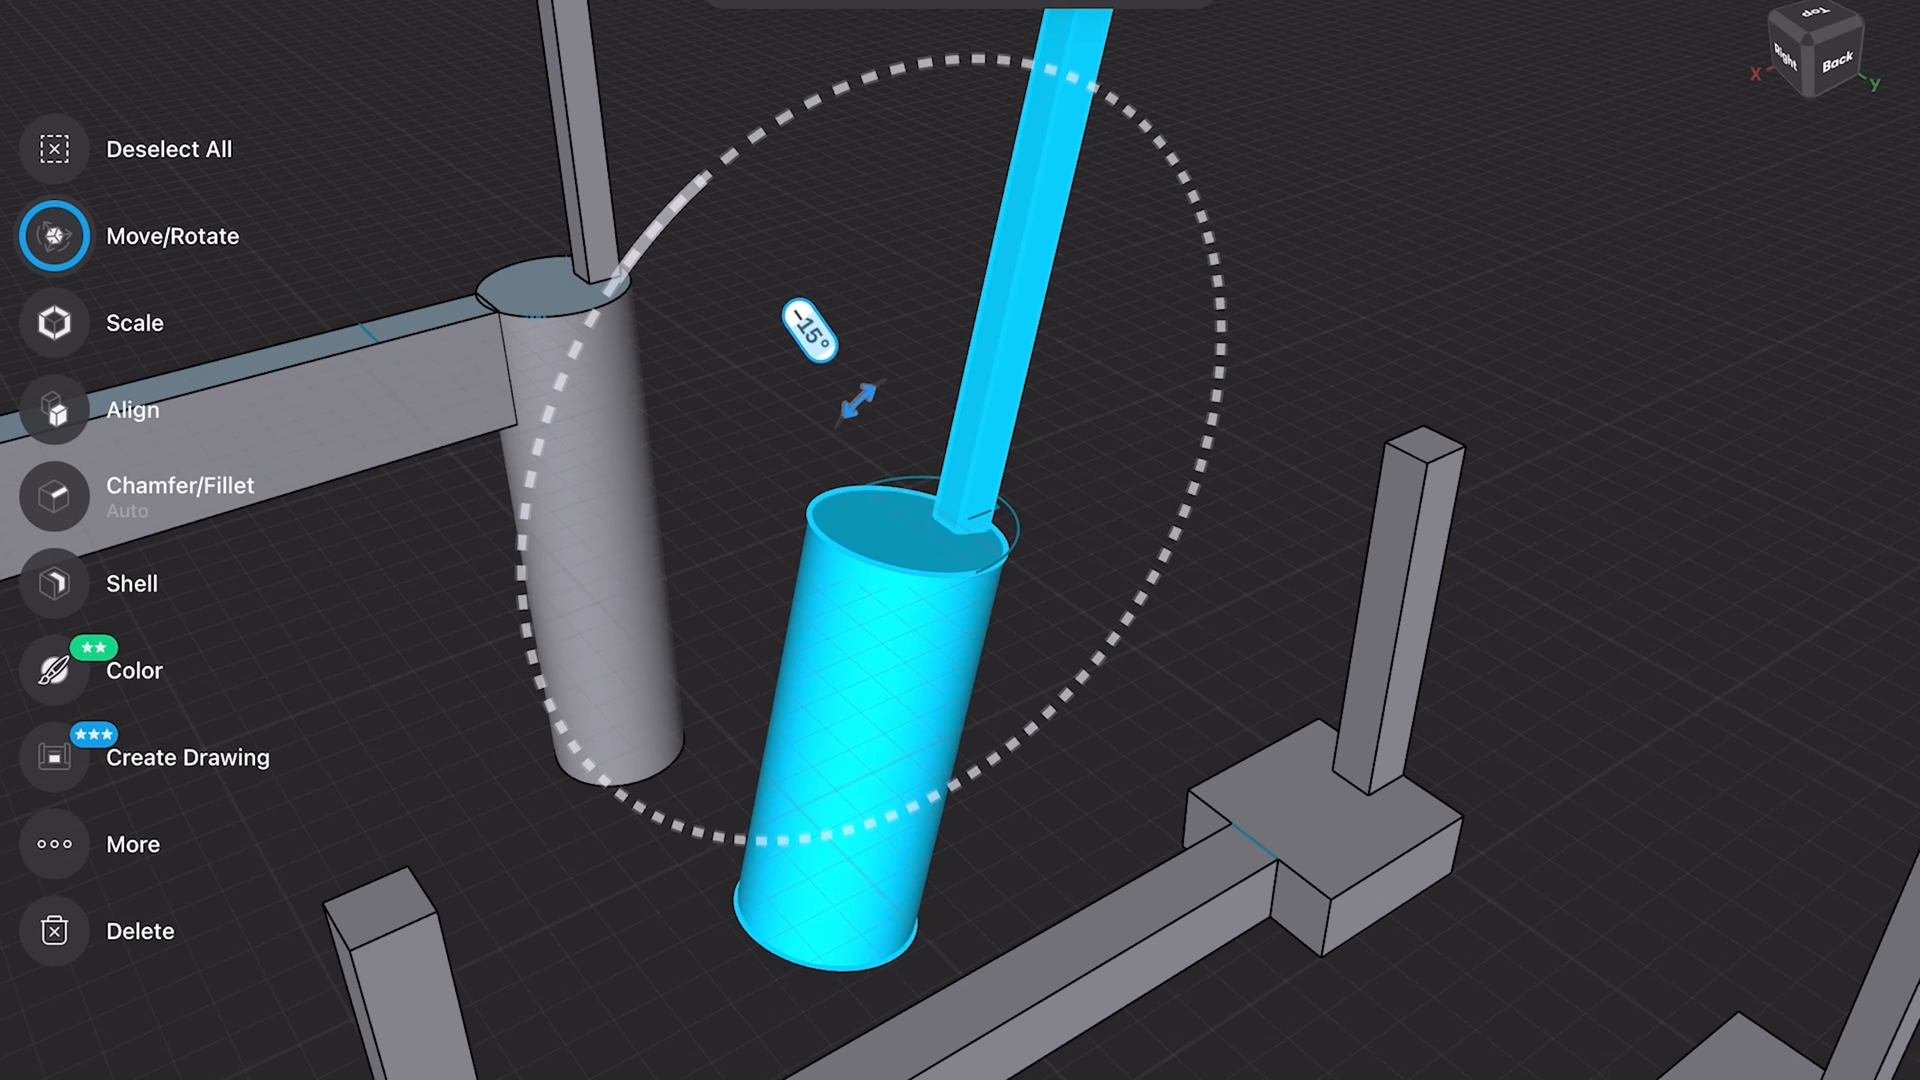 Top
Right
Back
X
y
Deselect All
Move/Rotate
Scale
Align
Chamfer/Fillet
Auto
Shell
Color
Create Drawing
More
Delete
-15°